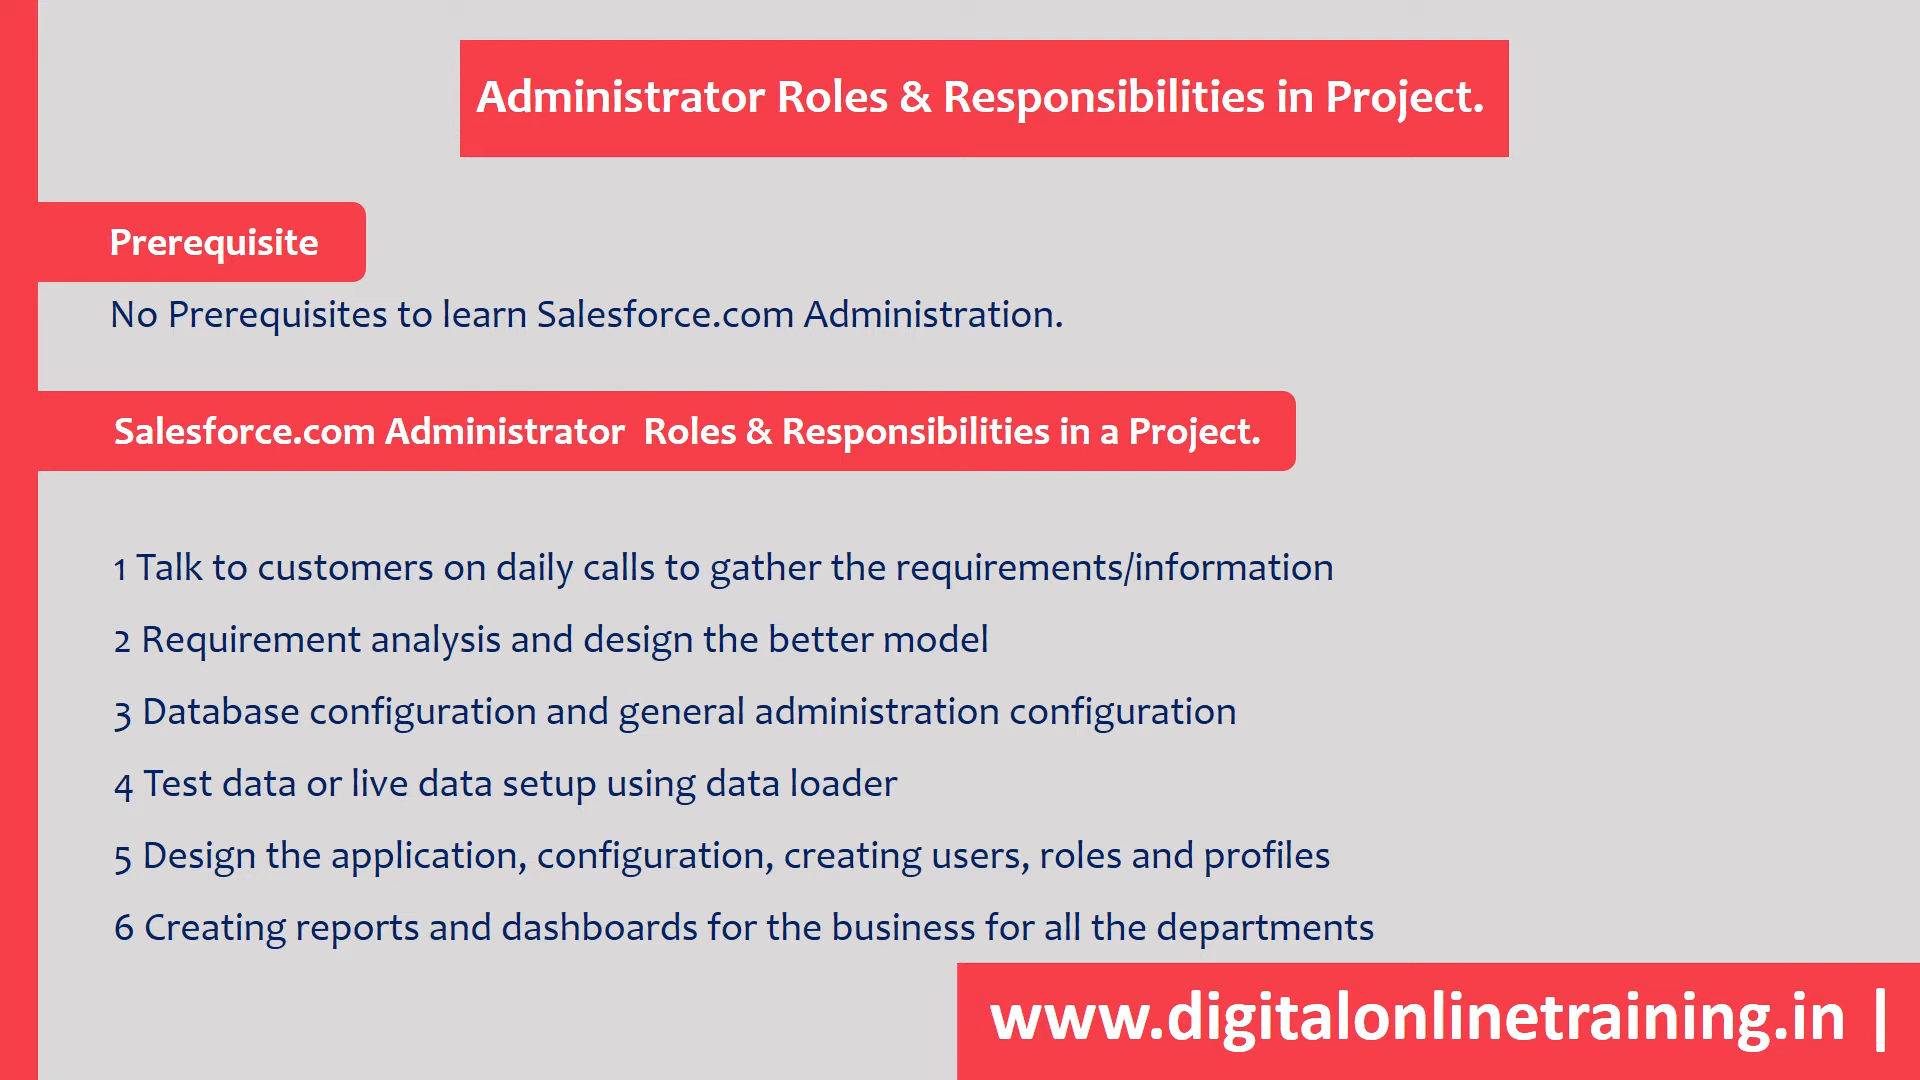 Administrator Roles & Responsibilities in Project.
Prerequisite
No Prerequisites to learn Salesforce.com Administration.
Salesforce.com Administrator  Roles & Responsibilities in a Project.
1 Talk to customers on daily calls to gather the requirements/information
2 Requirement analysis and design the better model
3 Database configuration and general administration configuration
4 Test data or live data setup using data loader
5 Design the application, configuration, creating users, roles and profiles
6 Creating reports and dashboards for the business for all the departments
www.digitalonlinetraining.in |